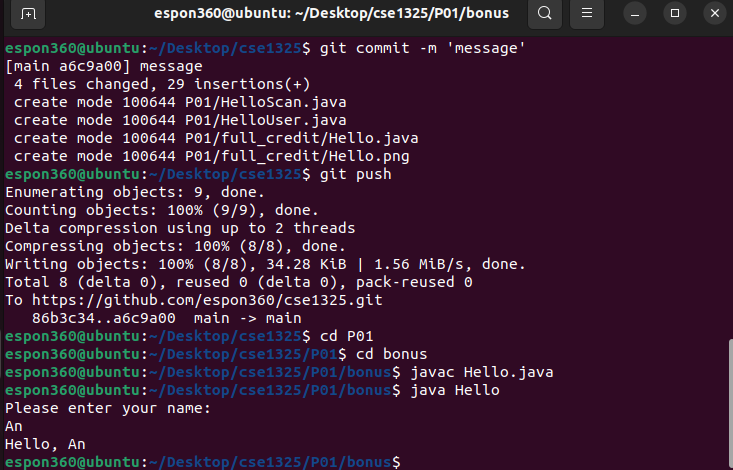 espon360@ubuntu: ~/Desktop/cse1325/P01/bonus
espon360@ubuntu:~/Desktop/cse1325$ git commit -m 'message'
[main a6c9a00] message
 4 files changed, 29 insertions(+)
 create mode 100644 P01/HelloScan.java
 create mode 100644 P01/HelloUser.java
 create mode 100644 P01/full_credit/Hello.java
 create mode 100644 P01/full_credit/Hello.png
espon360@ubuntu:~/Desktop/cse1325$ git push
Enumerating objects: 9, done.
Counting objects: 100% (9/9), done.
Delta compression using up to 2 threads
Compressing objects: 100% (8/8), done.
Writing objects: 100% (8/8), 34.28 KiB | 1.56 MiB/s, done.
Total 8 (delta 0), reused 0 (delta 0), pack-reused 0
To https://github.com/espon360/cse1325.git
   86b3c34..a6c9a00  main -> main
espon360@ubuntu:~/Desktop/cse1325$ cd P01
espon360@ubuntu:~/Desktop/cse1325/P01$ cd bonus
espon360@ubuntu:~/Desktop/cse1325/P01/bonus$ javac Hello.java
espon360@ubuntu:~/Desktop/cse1325/P01/bonus$ java Hello
Please enter your name:
An
Hello, An
espon360@ubuntu:~/Desktop/cse1325/P01/bonus$